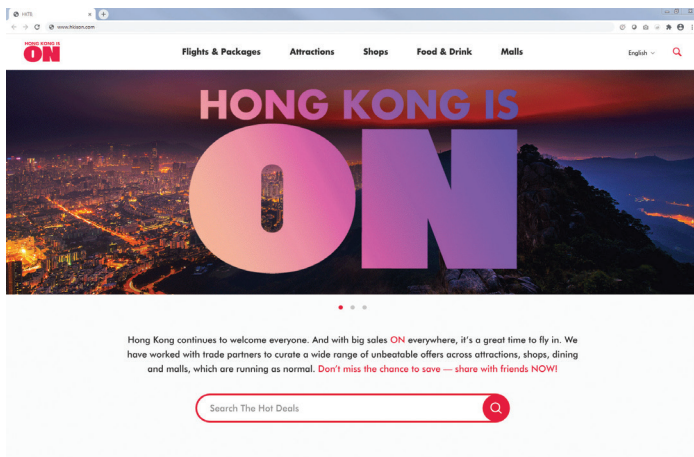 HKTB
www.hkison.com
HONG KONG IS
ON
Flights & Packages Attractions Shops Food & Drink Malls English
HONG KONG IS
ON
Hong Kong continues to welcome everyone. And with big sales ON everywhere, it's a great time to fly in. We
have worked with trade partners to curate a wide range of unbeatable offers across attractions, shops, dining
and malls, which are running as normal. Don't miss the chance to save — share with friends NOW!
Search The Hot Deals